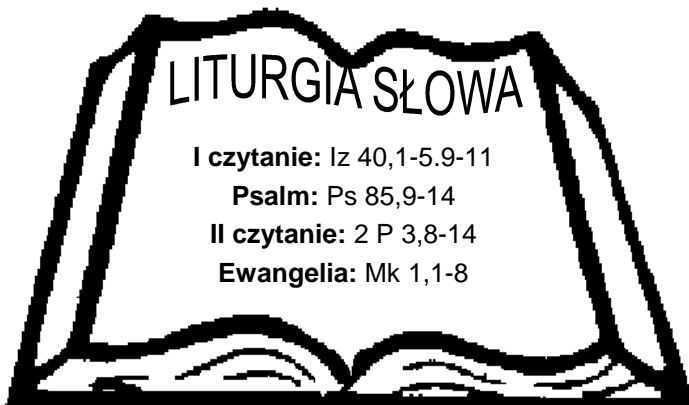 LITURGIA SŁOWA
I czytanie: Iz 40,1-5.9-11
Psalm: Ps 85,9-14
II czytanie: 2 P 3,8-14
Ewangelia: Mk 1,1-8